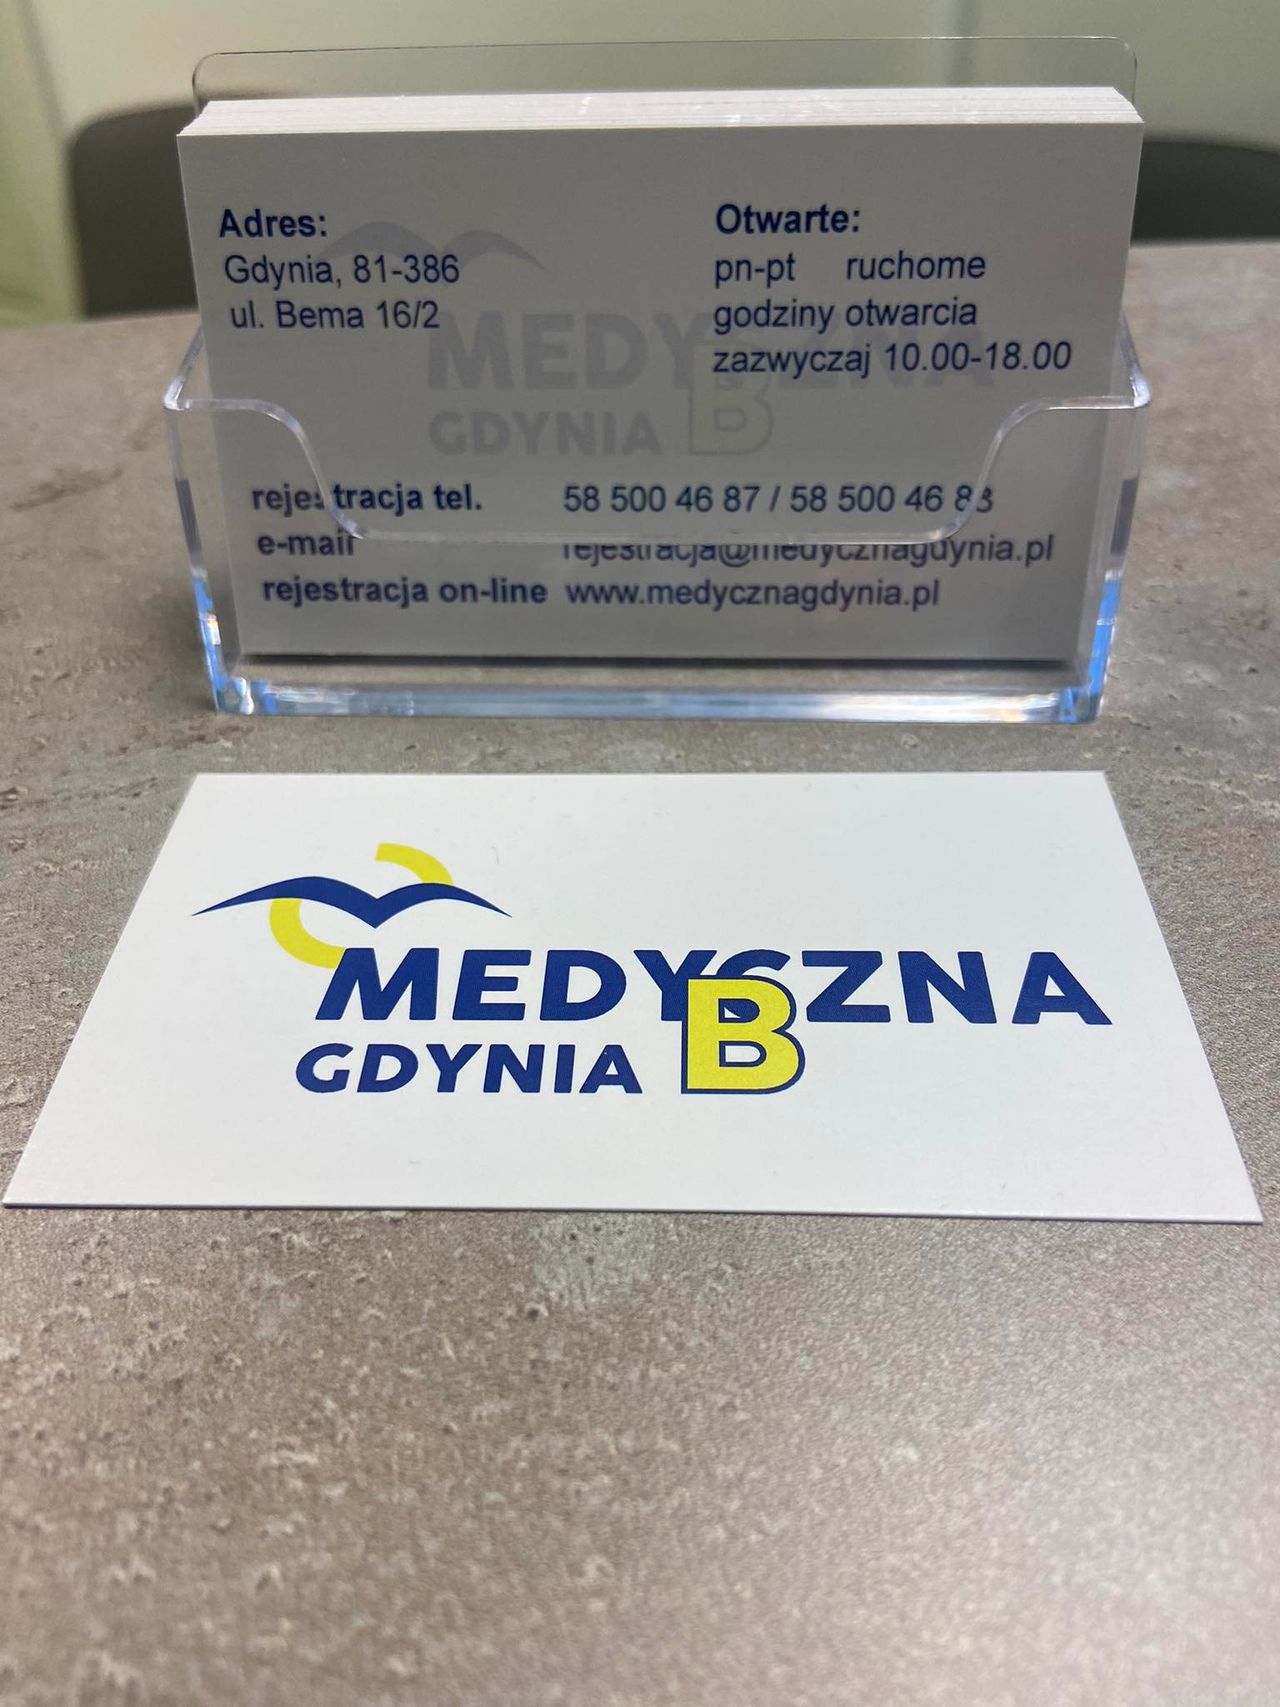 Adres:
Gdynia, 81-386
ul. Bema 16/2
Otwarte:
pn-pt ruchome
godziny otwarcia
zazwyczaj 10.00-18.00
MEDYCZNA
GDYNIA B
rejestracja tel. 58 500 46 87 / 58 500 46 88
e-mail rejestracja@medycznagdynia.pl
rejestracja on-line www.medycznagdynia.pl
MEDYCZNA
GDYNIA B